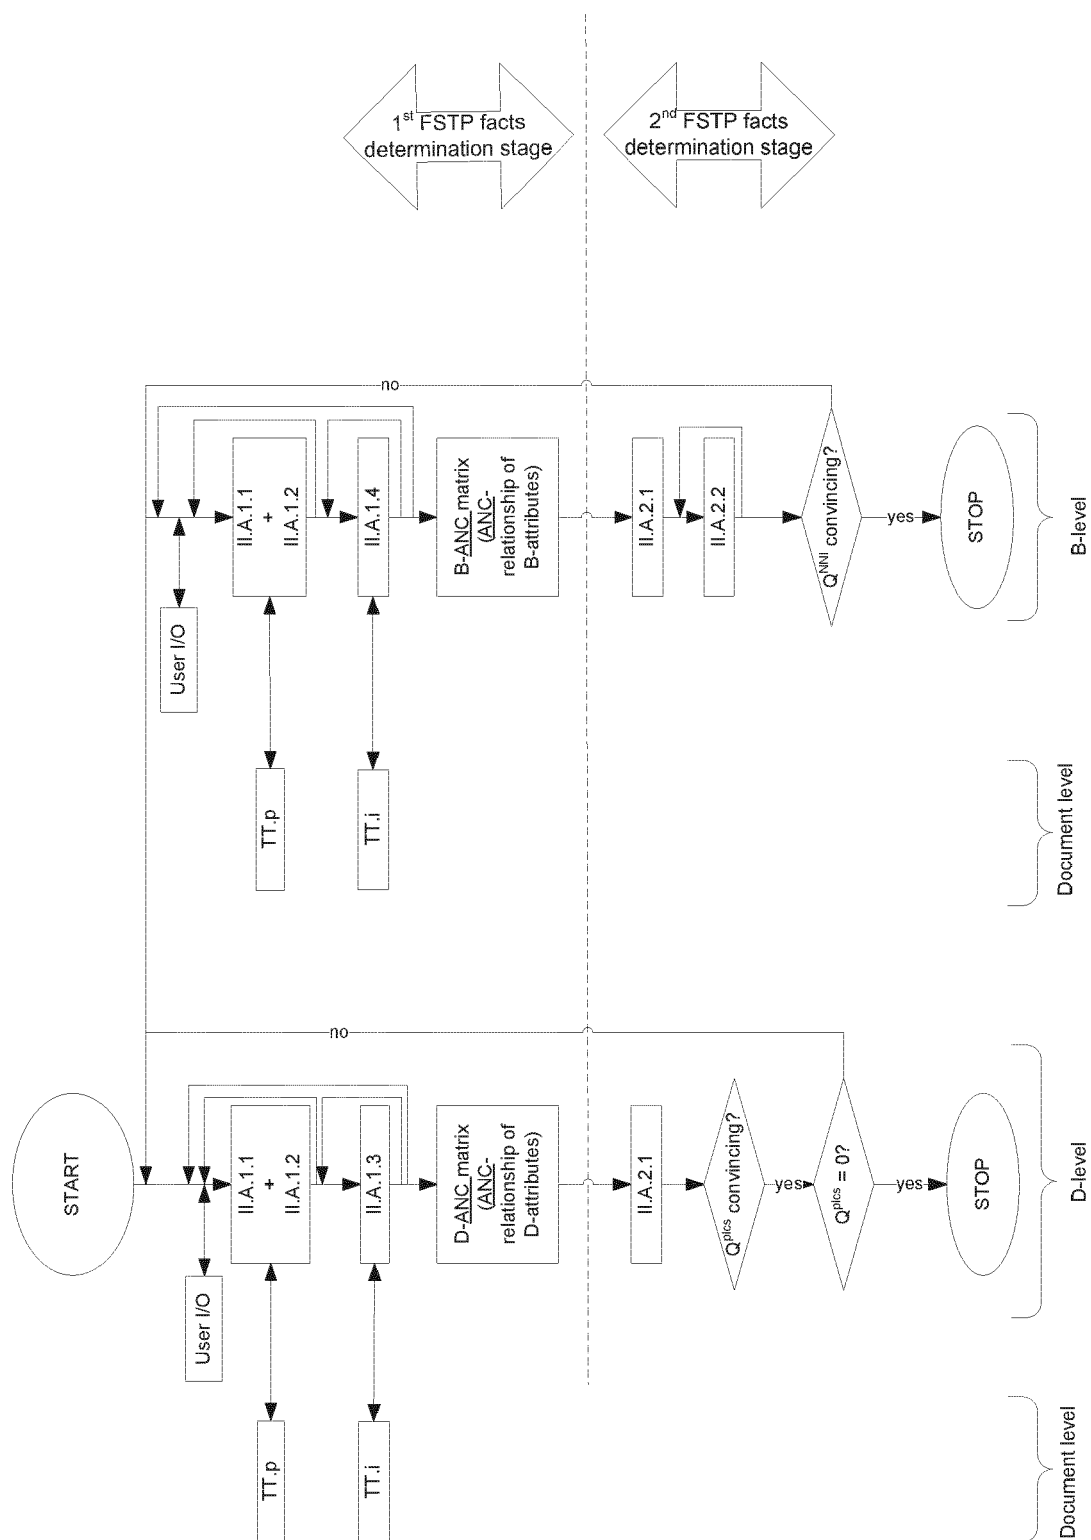 START
User I/O
TT.p
II.A.1.1
+
II.A.1.2
TT.i
II.A.1.3
D-ANC matrix
(ANC-
relationship of
D-attributes)
II.A.2.1
Q^plcs convincing?
yes
Q^plcs = 0?
no
yes
STOP
Document level
D-level
User I/O
TT.p
II.A.1.1
+
II.A.1.2
TT.i
II.A.1.4
B-ANC matrix
(ANC-
relationship of
B-attributes)
II.A.2.1
II.A.2.2
Q^NNI convincing?
no
yes
STOP
Document level
B-level
1st FSTP facts
determination stage
2nd FSTP facts
determination stage